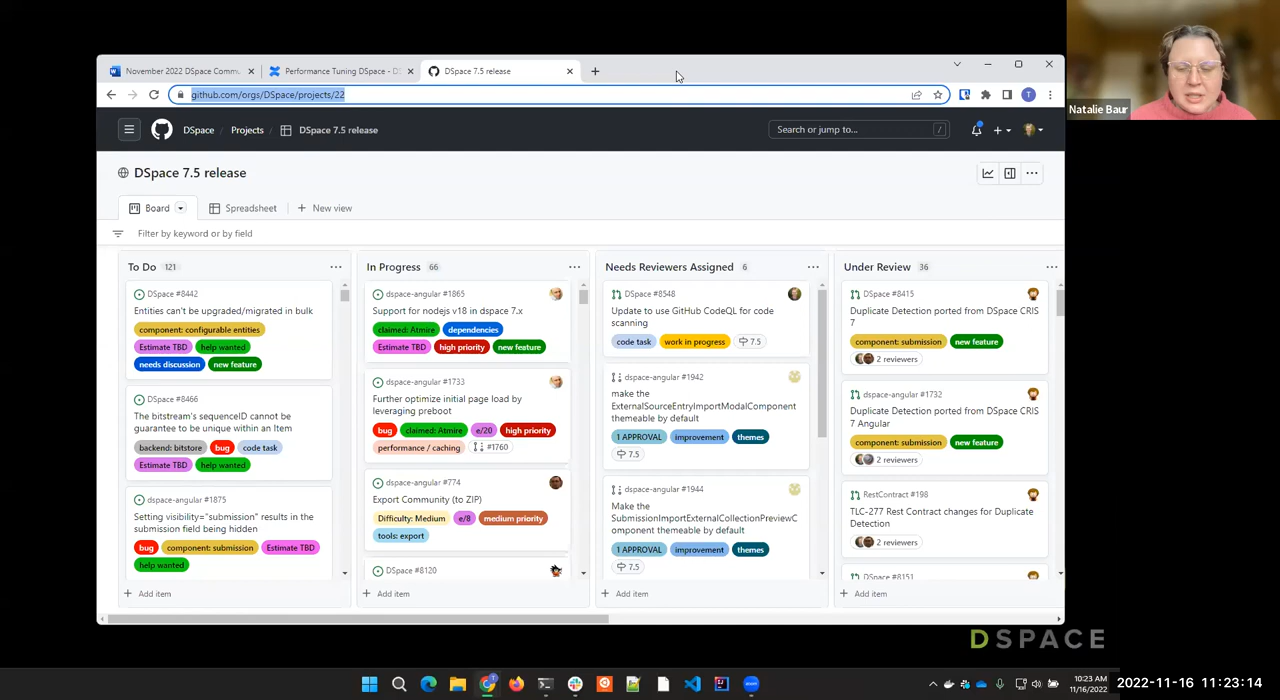 November 2022 DSpace Commu
Performance Tuning DSpace - D
DSpace 7.5 release
github.com/orgs/DSpace/projects/22
T
Natalie Baur
DSpace / Projects / DSpace 7.5 release
Search or jump to... /
DSpace 7.5 release
Board
Spreadsheet
+ New view
Filter by keyword or by field
To Do 121
DSpace #8442
Entities can't be upgraded/migrated in bulk
component: configurable entities
Estimate TBD help wanted
needs discussion new feature
DSpace #8466
The bitstream's sequenceID cannot be
guarantee to be unique within an Item
backend: bitstore bug code task
Estimate TBD help wanted
dspace-angular #1875
Setting visibility="submission" results in the
submission field being hidden
bug component: submission Estimate TBD
help wanted
+ Add item
In Progress 66
dspace-angular #1865
Support for nodejs v18 in dspace 7.x
claimed: Atmire dependencies
Estimate TBD high priority new feature
dspace-angular #1733
Further optimize initial page load by
leveraging preboot
bug claimed: Atmire e/20 high priority
performance / caching #1760
dspace-angular #774
Export Community (to ZIP)
Difficulty: Medium e/8 medium priority
tools: export
DSpace #8120
+ Add item
Needs Reviewers Assigned 6
DSpace #8548
Update to use GitHub CodeQL for code
scanning
code task work in progress 7.5
dspace-angular #1942
make the
ExternalSourceEntryImportModalComponent
themeable by default
1 APPROVAL improvement themes
7.5
dspace-angular #1944
Make the
SubmissionImportExternalCollectionPreviewC
omponent themeable by default
1 APPROVAL improvement themes
7.5
+ Add item
Under Review 36
DSpace #8415
Duplicate Detection ported from DSpace CRIS
7
component: submission new feature
2 reviewers
dspace-angular #1732
Duplicate Detection ported from DSpace CRIS
7 Angular
component: submission new feature
2 reviewers
RestContract #198
TLC-277 Rest Contract changes for Duplicate
Detection
2 reviewers
DSpace #8151
+ Add item
DSPACE
10:23 AM
11/16/2022
2022-11-16 11:23:14